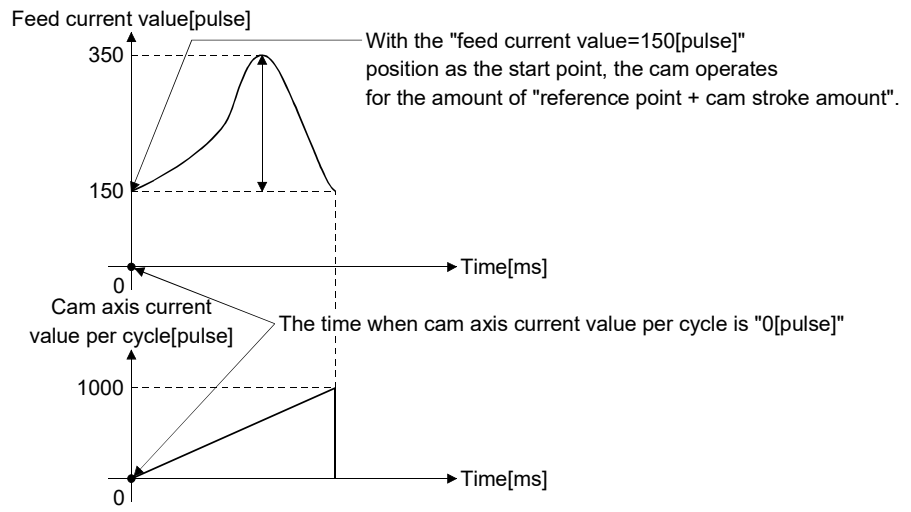 Feed current value[pulse]
350
With the "feed current value=150[pulse]"
position as the start point, the cam operates
for the amount of "reference point + cam stroke amount".
150
Time[ms]
0
Cam axis current
value per cycle[pulse]
The time when cam axis current value per cycle is "0[pulse]"
1000
Time[ms]
0